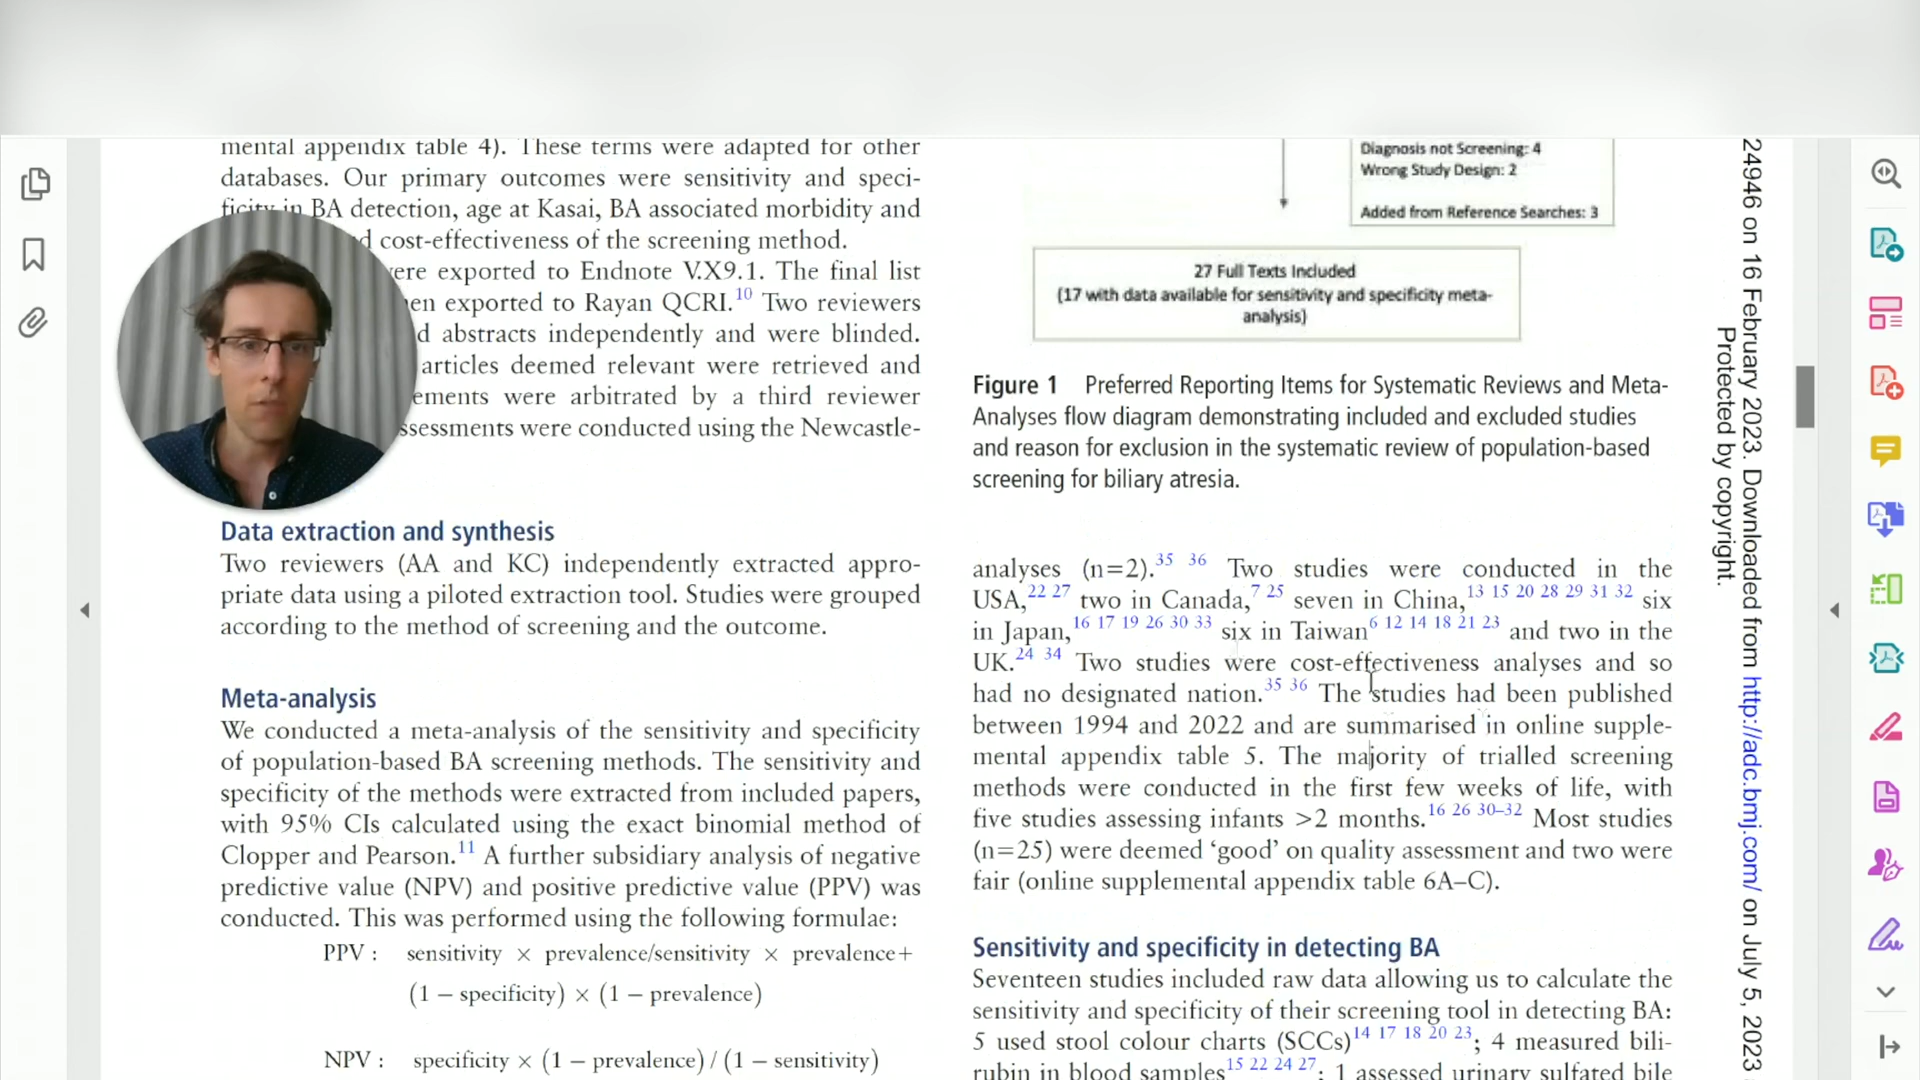 mental appendix table 4). These terms were adapted for other
databases. Our primary outcomes were sensitivity and speci-
ficity in BA detection, age at Kasai, BA associated morbidity and
cost-effectiveness of the screening method.
ere exported to Endnote V.X9.1. The final list
en exported to Rayan QCRI.10 Two reviewers
d abstracts independently and were blinded.
articles deemed relevant were retrieved and
ements were arbitrated by a third reviewer
ssessments were conducted using the Newcastle-
Data extraction and synthesis
Two reviewers (AA and KC) independently extracted appro-
priate data using a piloted extraction tool. Studies were grouped
according to the method of screening and the outcome.
Meta-analysis
We conducted a meta-analysis of the sensitivity and specificity
of population-based BA screening methods. The sensitivity and
specificity of the methods were extracted from included papers,
with 95% CIs calculated using the exact binomial method of
Clopper and Pearson.11 A further subsidiary analysis of negative
predictive value (NPV) and positive predictive value (PPV) was
conducted. This was performed using the following formulae:
PPV : sensitivity × prevalence/sensitivity × prevalence+
(1 − specificity) × (1 − prevalence)
NPV : specificity × (1 − prevalence) / (1 − sensitivity)
Diagnosis not Screening: 4
Wrong Study Design: 2
Added from Reference Searches: 3
27 Full Texts Included
(17 with data available for sensitivity and specificity meta-
analysis)
Figure 1 Preferred Reporting Items for Systematic Reviews and Meta-
Analyses flow diagram demonstrating included and excluded studies
and reason for exclusion in the systematic review of population-based
screening for biliary atresia.
analyses (n=2).35 36 Two studies were conducted in the
USA,22 27 two in Canada,7 25 seven in China,13 15 20 28 29 31 32 six
in Japan,16 17 19 26 30 33 six in Taiwan6 12 14 18 21 23 and two in the
UK.24 34 Two studies were cost-effectiveness analyses and so
had no designated nation.35 36 The studies had been published
between 1994 and 2022 and are summarised in online supple-
mental appendix table 5. The majority of trialled screening
methods were conducted in the first few weeks of life, with
five studies assessing infants >2 months.16 26 30–32 Most studies
(n=25) were deemed ‘good’ on quality assessment and two were
fair (online supplemental appendix table 6A–C).
Sensitivity and specificity in detecting BA
Seventeen studies included raw data allowing us to calculate the
sensitivity and specificity of their screening tool in detecting BA:
5 used stool colour charts (SCCs)14 17 18 20 23; 4 measured bili-
rubin in blood samples15 22 24 27; 1 assessed urinary sulfated bile
24946 on 16 February 2023. Downloaded from http://adc.bmj.com/ on July 5, 2023
Protected by copyright.